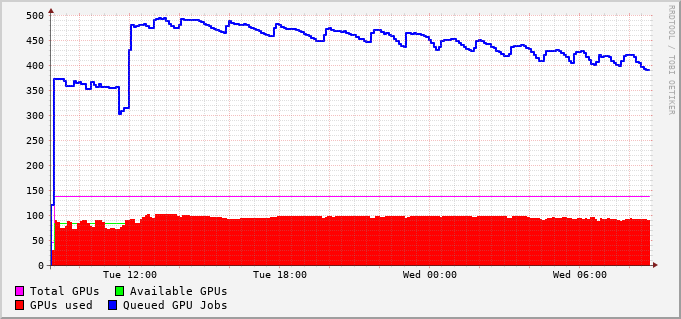 500
450
400
350
300
250
200
150
100
50
0
Tue 12:00 Tue 18:00 Wed 00:00 Wed 06:00
Total GPUs Available GPUs
GPUs used Queued GPU Jobs
RRDTOOL / TOBI OETIKER